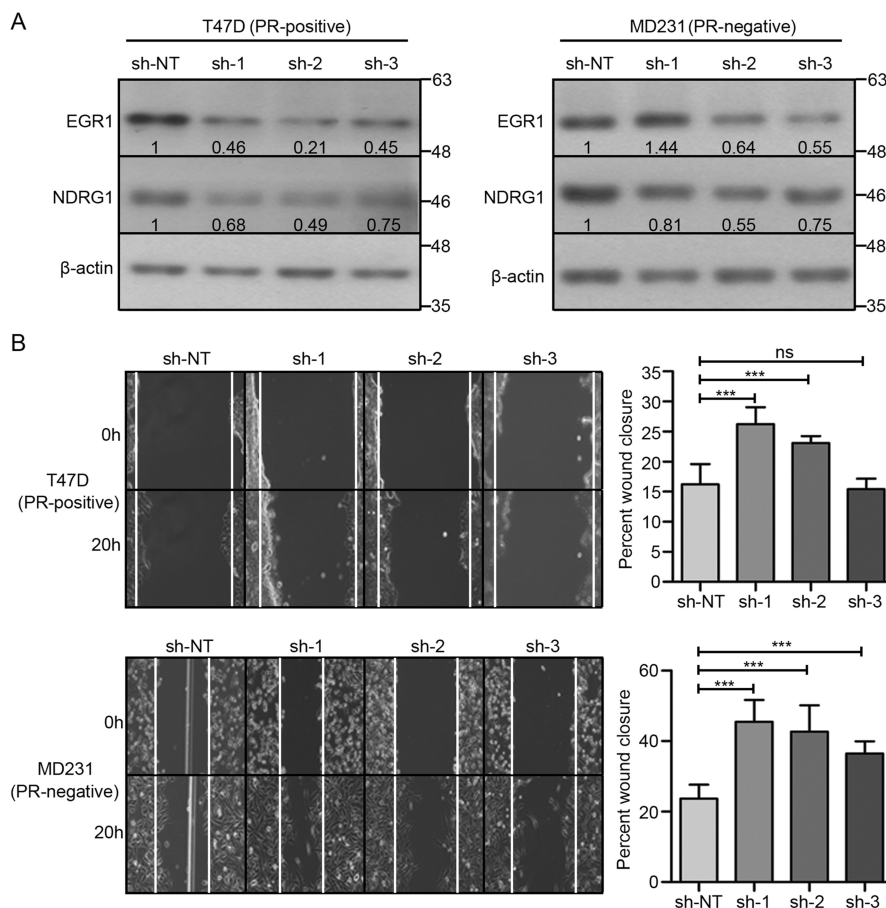 A
T47D (PR-positive)
sh-NT sh-1 sh-2 sh-3
EGR1
1 0.46 0.21 0.45
NDRG1
1 0.68 0.49 0.75
β-actin
63
48
46
48
35
MD231(PR-negative)
sh-NT sh-1 sh-2 sh-3
EGR1
1 1.44 0.64 0.55
NDRG1
1 0.81 0.55 0.75
β-actin
63
48
46
48
35
B
sh-NT sh-1 sh-2 sh-3
0h
T47D
(PR-positive)
20h
ns
***
***
Percent wound closure
35
30
25
20
15
10
5
0
sh-NT sh-1 sh-2 sh-3
sh-NT sh-1 sh-2 sh-3
0h
MD231
(PR-negative)
20h
***
***
***
Percent wound closure
60
40
20
0
sh-NT sh-1 sh-2 sh-3